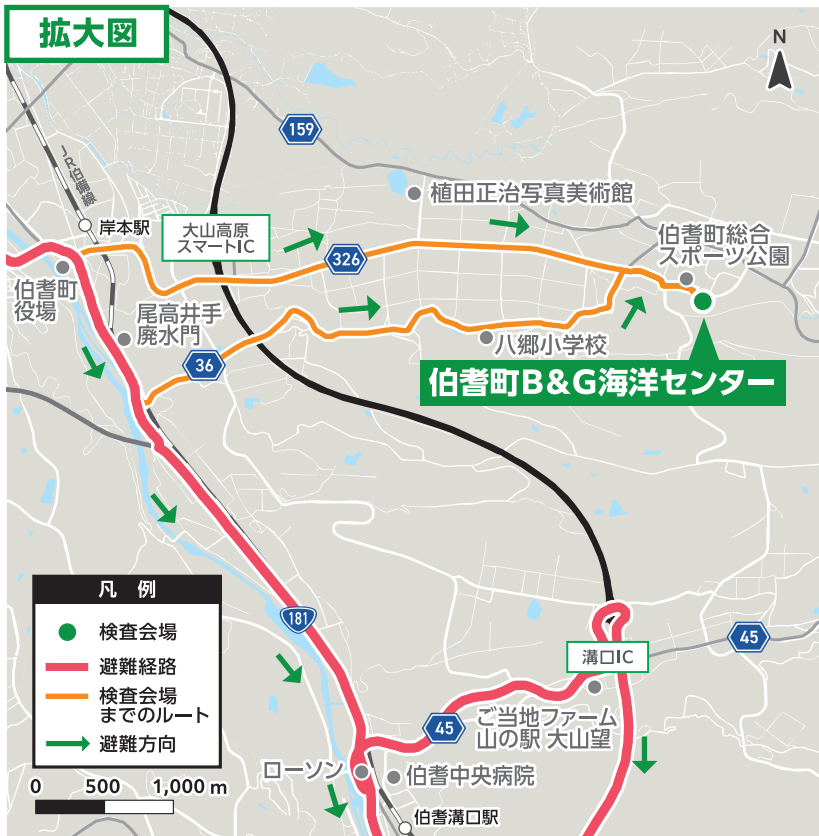 拡大図
N
159
JR伯備線
植田正治写真美術館
岸本駅
大山高原
スマートIC
伯耆町総合
スポーツ公園
326
伯耆町
役場
尾高井手
廃水門
八郷小学校
36
伯耆町B&G海洋センター
凡 例
検査会場
避難経路
検査会場
までのルート
避難方向
181
溝口IC
45
ご当地ファーム
山の駅 大山望
45
ローソン
伯耆中央病院
伯耆溝口駅
0 500 1,000 m